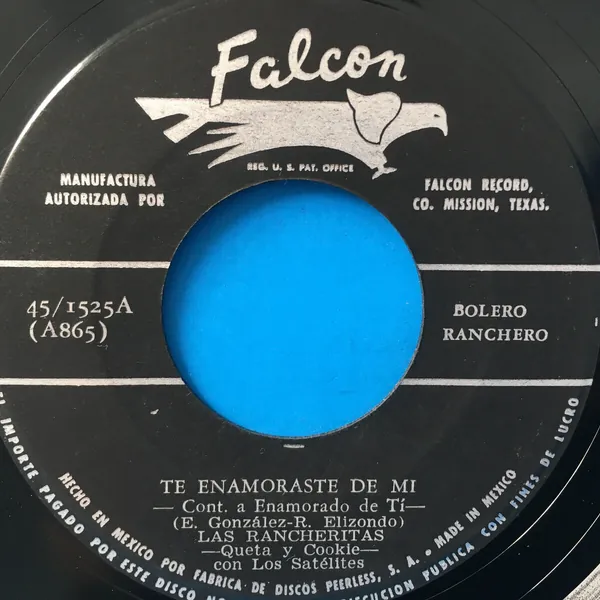 Falcon
REG. U. S. PAT. OFFICE
MANUFACTURA
AUTORIZADA POR
FALCON RECORD,
CO. MISSION, TEXAS.
45/1525A
(A865)
BOLERO
RANCHERO
TE ENAMORASTE DE MI
— Cont. a Enamorado de Tí —
(E. González-R. Elizondo)
LAS RANCHERITAS
—Queta y Cookie—
con Los Satélites
HECHO EN MEXICO POR FABRICA DE DISCOS PEERLESS, S. A. • MADE IN MEXICO
IMPORTE PAGADO POR ESTE DISCO NO
PUBLICA CON FINES DE LUCRO